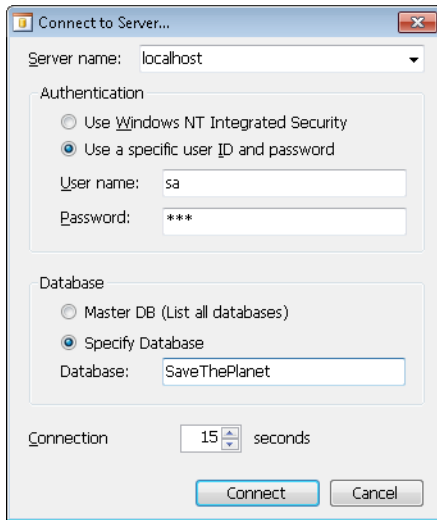 Connect to Server...
Server name: localhost
Authentication
Use Windows NT Integrated Security
Use a specific user ID and password
User name: sa
Password: ***
Database
Master DB (List all databases)
Specify Database
Database: SaveThePlanet
Connection 15 seconds
Connect Cancel